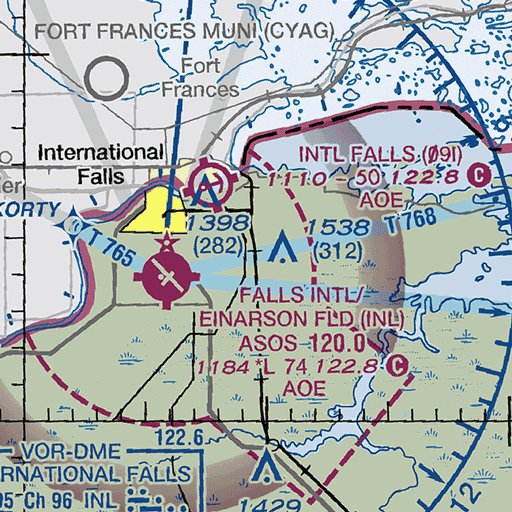 FORT FRANCES MUNI (CYAG)
Fort
Frances
International
Falls
INTL FALLS (Ø9I)
1110 - 50 122.8 C
AOE
KORTY
T 765
1398
(282)
1538
(312)
T 768
FALLS INTL/
EINARSON FLD (INL)
ASOS 120.0
1184 *L 74 122.8 C
AOE
122.6
VOR-DME
RNATIONAL FALLS
Ch 96 INL
1429
12